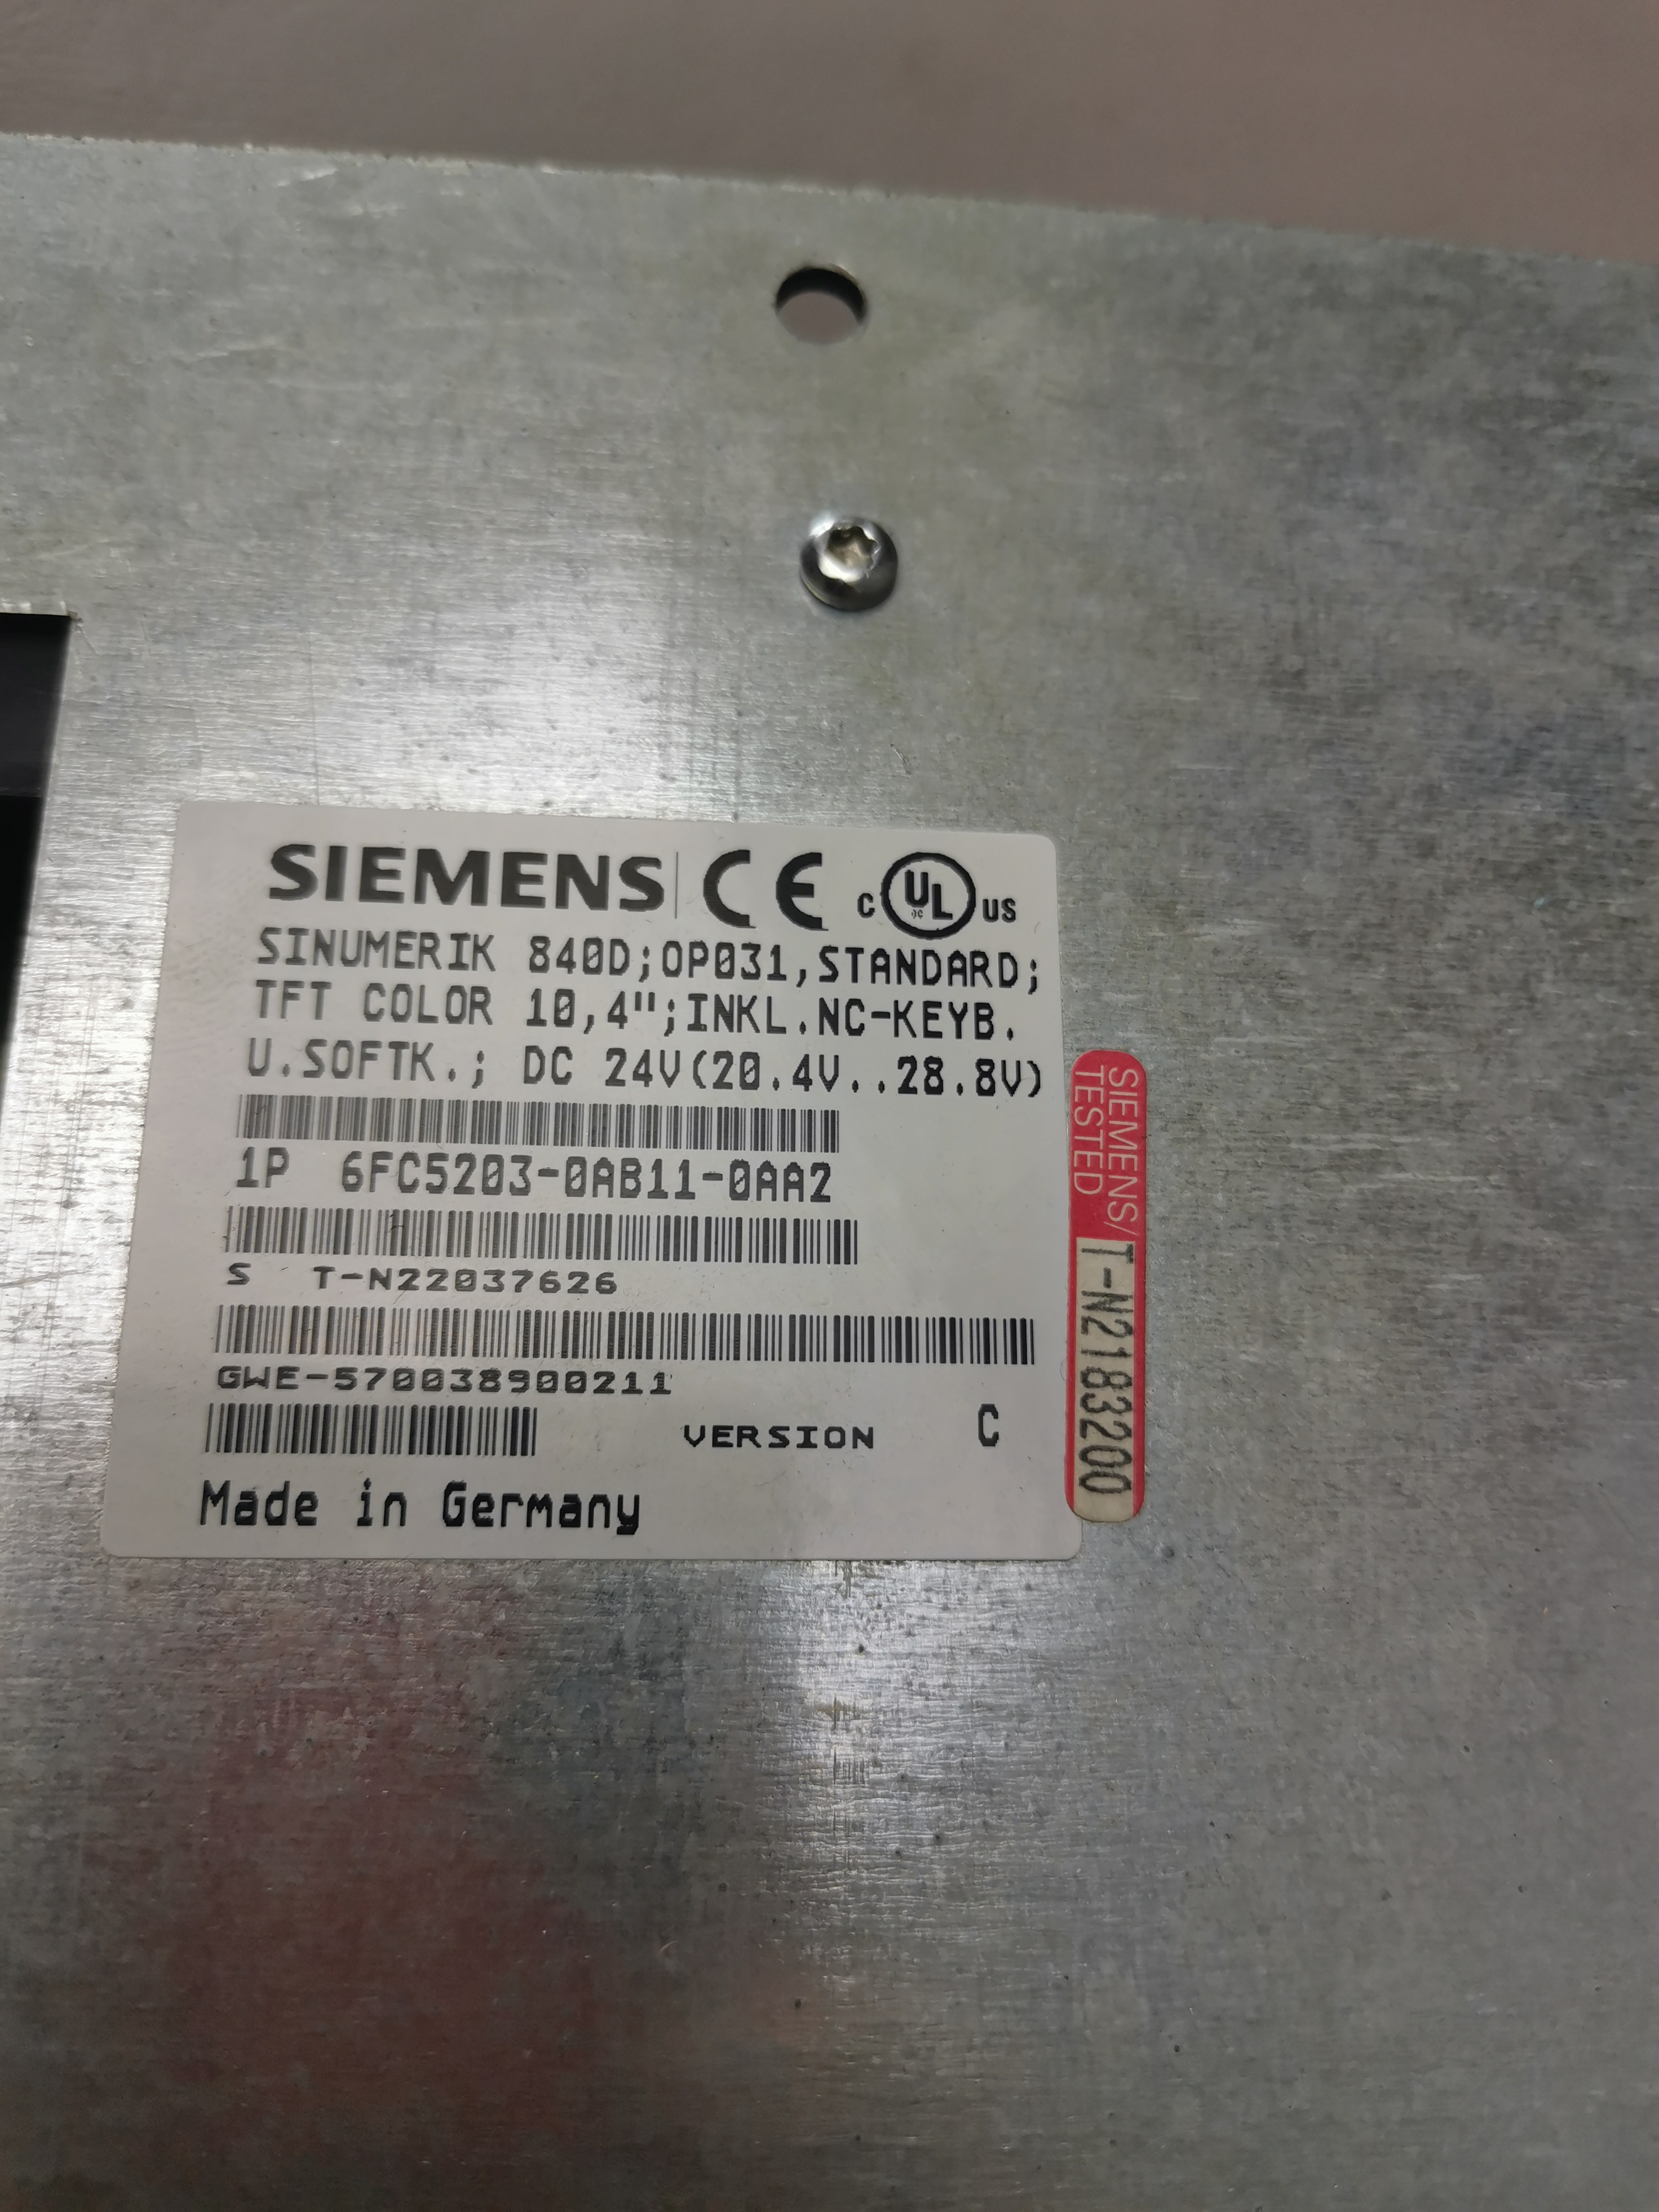 SIEMENS CE c UL us
SINUMERIK 840D;OP031,STANDARD;
TFT COLOR 10,4";INKL.NC-KEYB.
U.SOFTK.; DC 24V(20.4V..28.8V)
1P 6FC5203-0AB11-0AA2
S T-N22037626
GWE-570038900211
VERSION C
Made in Germany
SIEMENS/
TESTED
T-N2183200